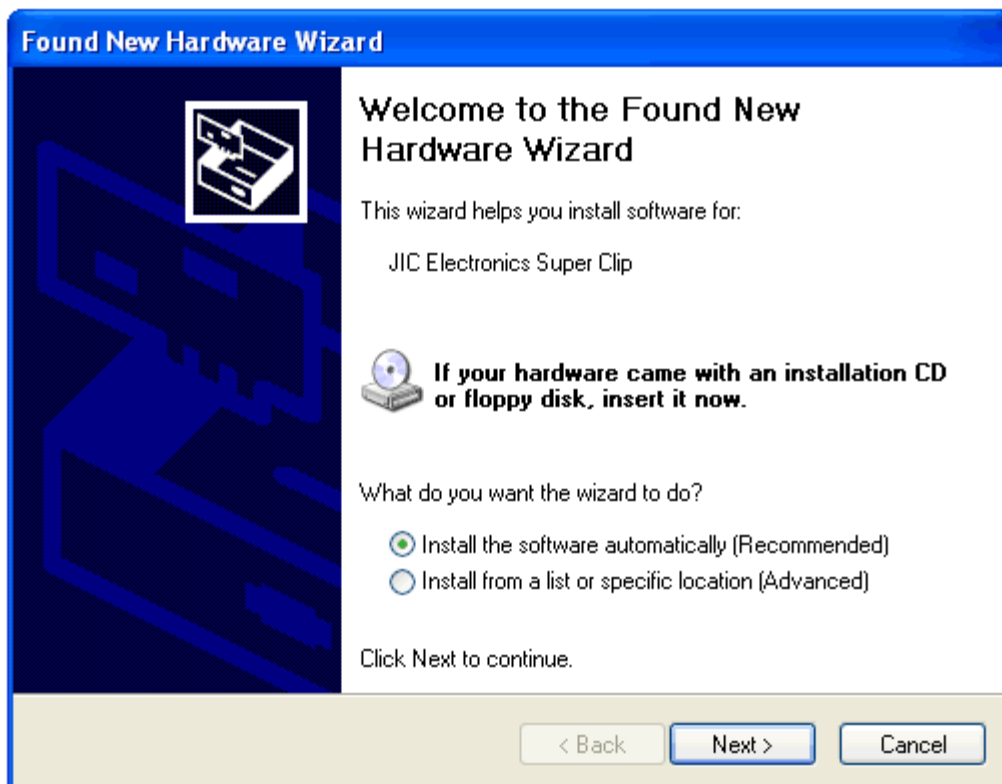 Found New Hardware Wizard
Welcome to the Found New
Hardware Wizard
This wizard helps you install software for:
JIC Electronics Super Clip
If your hardware came with an installation CD
or floppy disk, insert it now.
What do you want the wizard to do?
Install the software automatically (Recommended)
Install from a list or specific location (Advanced)
Click Next to continue.
< Back Next > Cancel